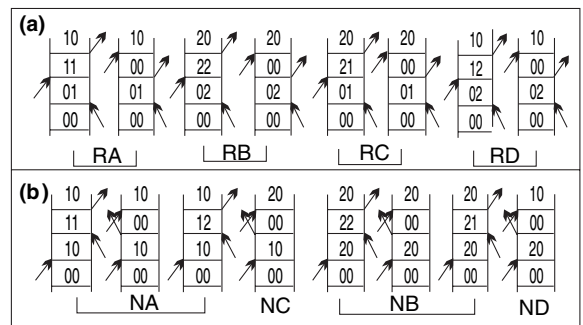 (a)
10 10 20 20 20 20 10 10
11 00 22 00 21 00 12 00
01 01 02 02 01 01 02 02
00 00 00 00 00 00 00 00
RA RB RC RD
(b)
10 10 10 20 20 20 20 10
11 00 12 00 22 00 21 00
10 10 10 10 20 20 20 20
00 00 00 00 00 00 00 00
NA NC NB ND